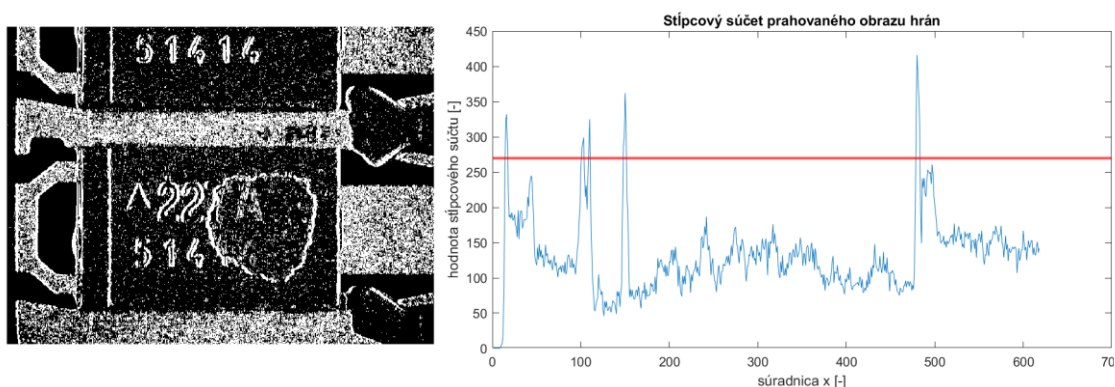 51414
^22 A
514
Stĺpcový súčet prahovaného obrazu hrán
hodnota stĺpcového súčtu [-]
450
400
350
300
250
200
150
100
50
0
0 100 200 300 400 500 600 70
súradnica x [-]